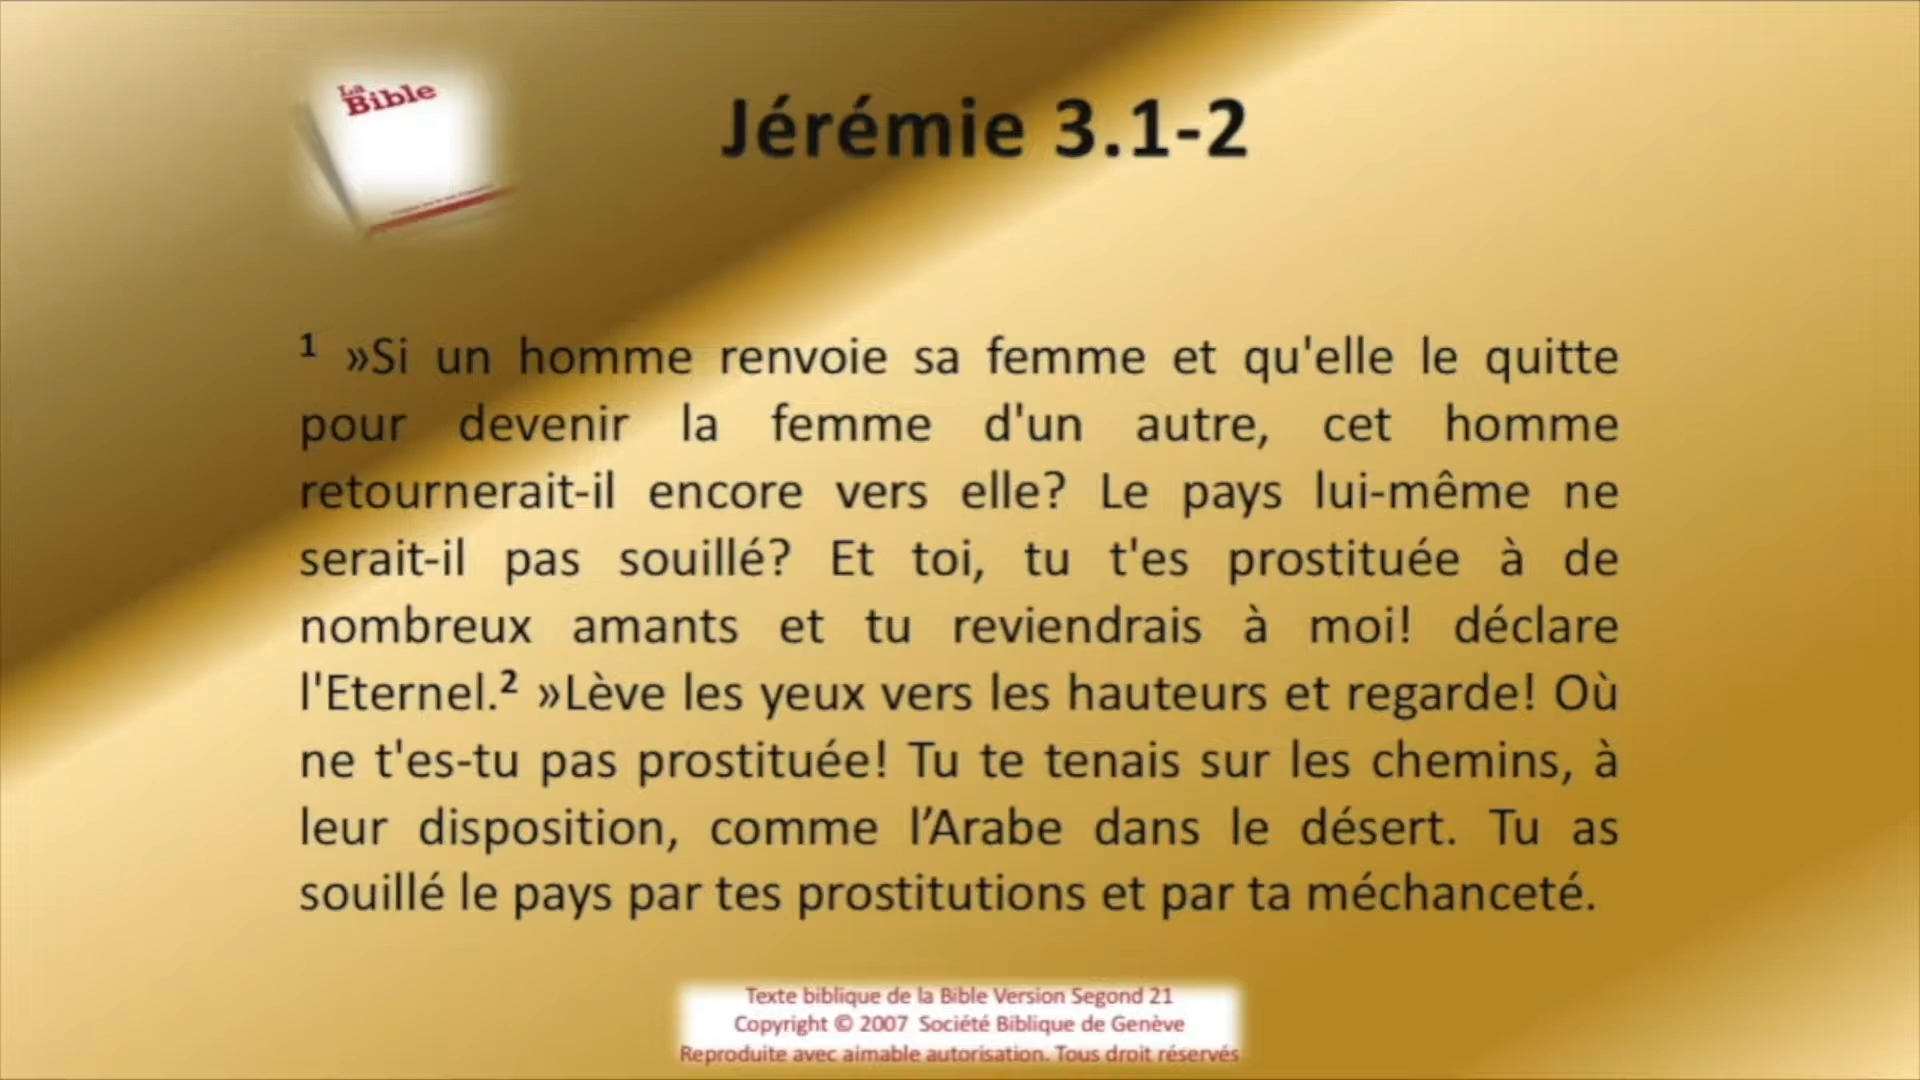 La
Bible
Jérémie 3.1-2
1 »Si un homme renvoie sa femme et qu'elle le quitte
pour devenir la femme d'un autre, cet homme
retournerait-il encore vers elle? Le pays lui-même ne
serait-il pas souillé? Et toi, tu t'es prostituée à de
nombreux amants et tu reviendrais à moi! déclare
l'Eternel.2 »Lève les yeux vers les hauteurs et regarde! Où
ne t'es-tu pas prostituée! Tu te tenais sur les chemins, à
leur disposition, comme l’Arabe dans le désert. Tu as
souillé le pays par tes prostitutions et par ta méchanceté.
Texte biblique de la Bible Version Segond 21
Copyright © 2007 Société Biblique de Genève
Reproduite avec aimable autorisation. Tous droit réservés